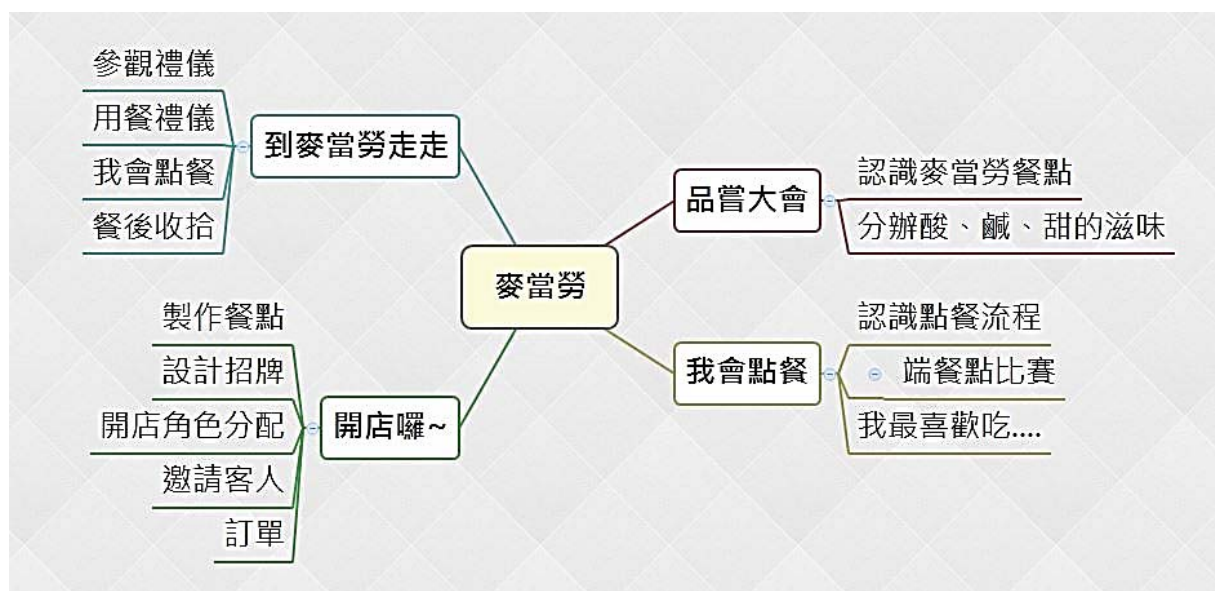 參觀禮儀
用餐禮儀
我會點餐
餐後收拾
到麥當勞走走
製作餐點
設計招牌
開店角色分配
邀請客人
訂單
開店囉~
麥當勞
品嘗大會
認識麥當勞餐點
分辦酸、鹹、甜的滋味
我會點餐
認識點餐流程
端餐點比賽
我最喜歡吃....